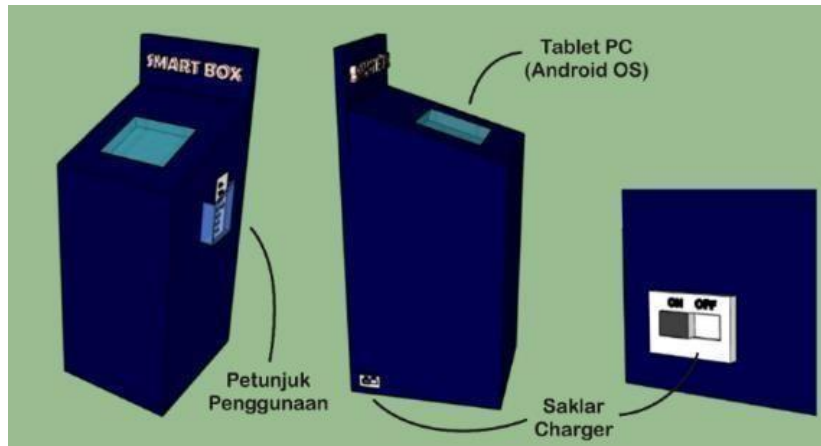 SMART BOX
Tablet PC
(Android OS)
ON OFF
Petunjuk
Penggunaan
Saklar
Charger